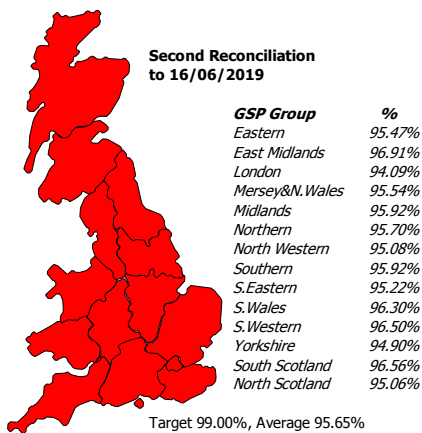 Second Reconciliation
to 16/06/2019
GSP Group %
Eastern 95.47%
East Midlands 96.91%
London 94.09%
Mersey&N.Wales 95.54%
Midlands 95.92%
Northern 95.70%
North Western 95.08%
Southern 95.92%
S.Eastern 95.22%
S.Wales 96.30%
S.Western 96.50%
Yorkshire 94.90%
South Scotland 96.56%
North Scotland 95.06%
Target 99.00%, Average 95.65%